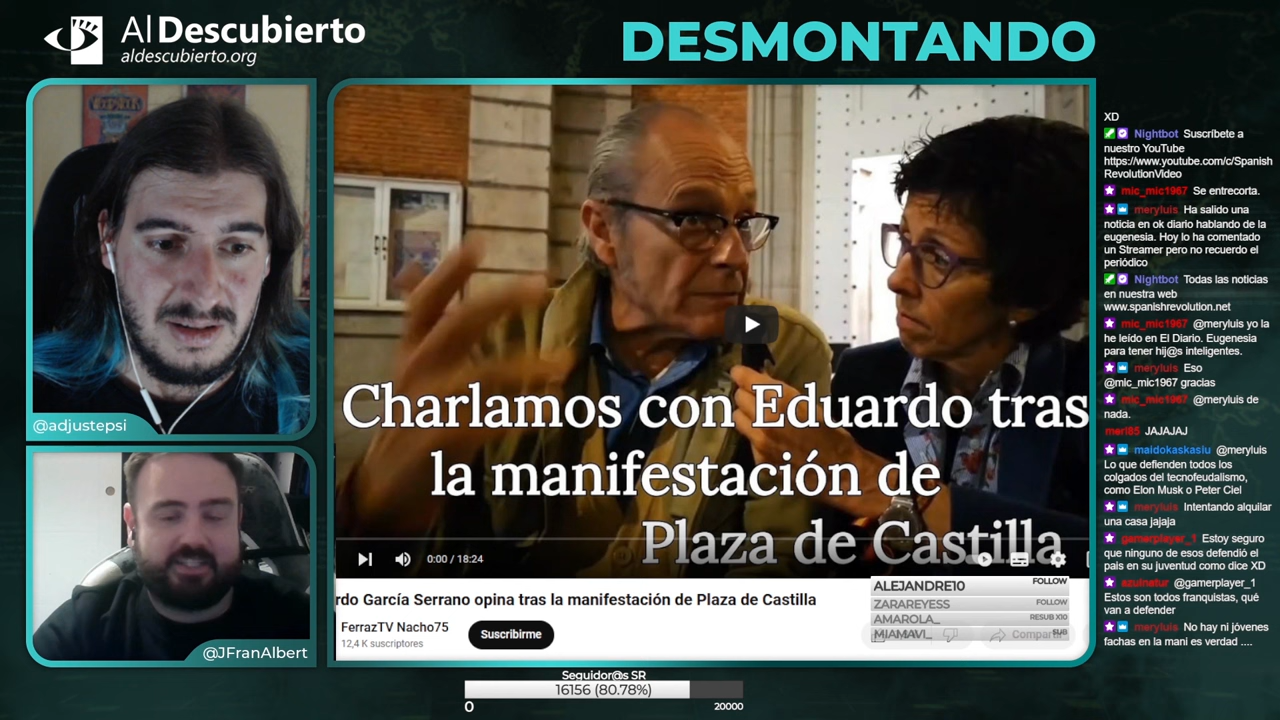 Al Descubierto
aldescubierto.org
DESMONTANDO
@adjustepsi
@JFranAlbert
Charlamos con Eduardo tras
la manifestación de
Plaza de Castilla
0:00 / 18:24
rdo García Serrano opina tras la manifestación de Plaza de Castilla
FerrazTV Nacho75
12,4 K suscriptores
Suscribirme
ALEJANDRE10 FOLLOW
ZARAREYESS FOLLOW
AMAROLA_ RESUB X10
MIAMAVI_ SUB
XD
Nightbot Suscríbete a
nuestro YouTube
https://www.youtube.com/c/Spanish
RevolutionVideo
mic_mic1967 Se entrecorta.
meryluis Ha salido una
noticia en ok diario hablando de la
eugenesia. Hoy lo ha comentado
un Streamer pero no recuerdo el
periódico
Nightbot Todas las noticias
en nuestra web
www.spanishrevolution.net
mic_mic1967 @meryluis yo la
he leído en El Diario. Eugenesia
para tener hij@s inteligentes.
meryluis Eso
@mic_mic1967 gracias
mic_mic1967 @meryluis de
nada.
meri85 JAJAJAJ
maldokaskasiu @meryluis
Lo que defienden todos los
colgados del tecnofeudalismo,
como Elon Musk o Peter Ciel
meryluis Intentando alquilar
una casa jajaja
gamerplayer_1 Estoy seguro
que ninguno de esos defendió el
pais en su juventud como dice XD
azulnatur @gamerplayer_1
Estos son todos franquistas, qué
van a defender
meryluis No hay ni jóvenes
fachas en la mani es verdad ....
Seguidor@s SR
16156 (80.78%)
0 20000